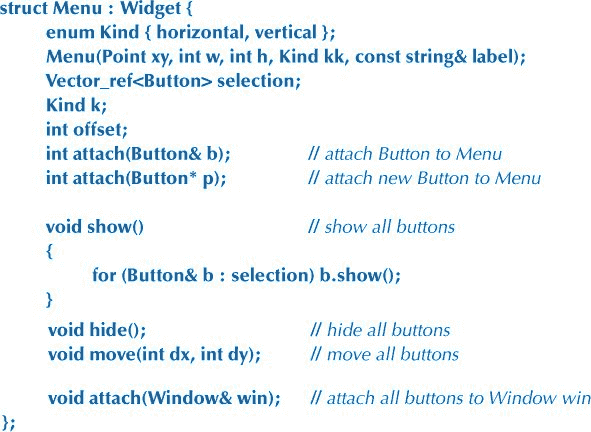 struct Menu : Widget {
enum Kind { horizontal, vertical };
Menu(Point xy, int w, int h, Kind kk, const string& label);
Vector_ref<Button> selection;
Kind k;
int offset;
int attach(Button& b); // attach Button to Menu
int attach(Button* p); // attach new Button to Menu
void show() // show all buttons
{
for (Button& b : selection) b.show();
}
void hide(); // hide all buttons
void move(int dx, int dy); // move all buttons
void attach(Window& win); // attach all buttons to Window win
};